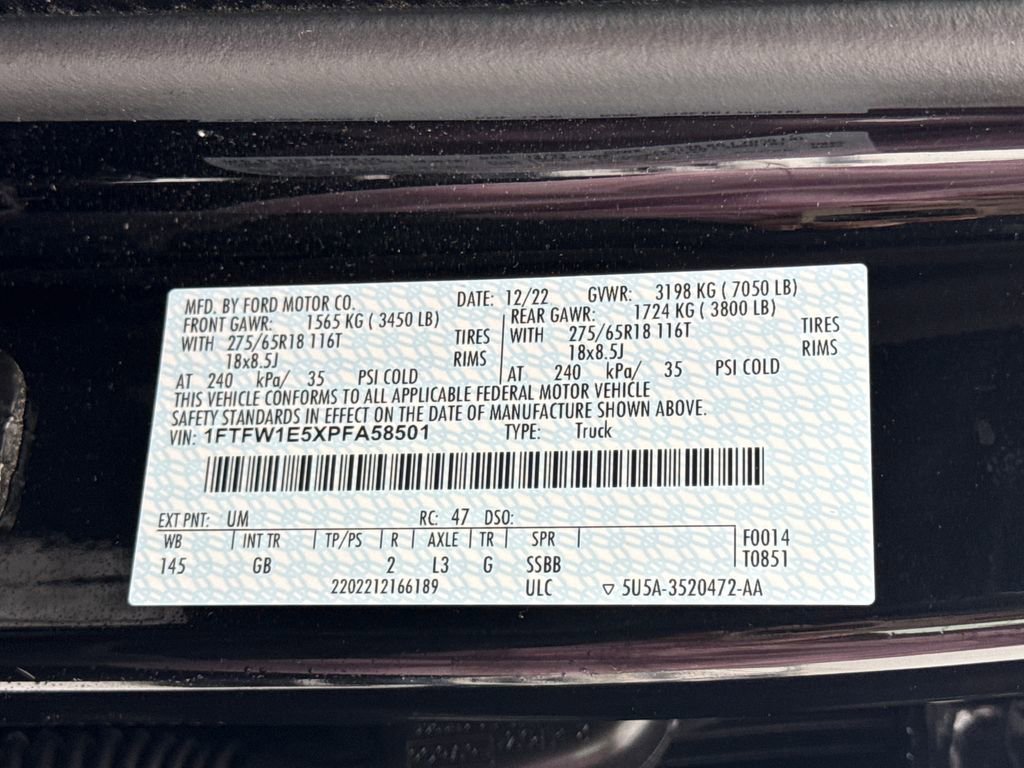 MFD. BY FORD MOTOR CO. DATE: 12/22 GVWR: 3198 KG ( 7050 LB)
FRONT GAWR: 1565 KG ( 3450 LB) REAR GAWR: 1724 KG ( 3800 LB)
WITH 275/65R18 116T TIRES WITH 275/65R18 116T TIRES
18x8.5J RIMS 18x8.5J RIMS
AT 240 kPa/ 35 PSI COLD AT 240 kPa/ 35 PSI COLD
THIS VEHICLE CONFORMS TO ALL APPLICABLE FEDERAL MOTOR VEHICLE
SAFETY STANDARDS IN EFFECT ON THE DATE OF MANUFACTURE SHOWN ABOVE.
VIN: 1FTFW1E5XPFA58501 TYPE: Truck
EXT PNT: UM RC: 47 DSO:
WB INT TR TP/PS R AXLE TR SPR F0014
145 GB 2 L3 G SSBB T0851
2202212166189 ULC ▽ 5U5A-3520472-AA